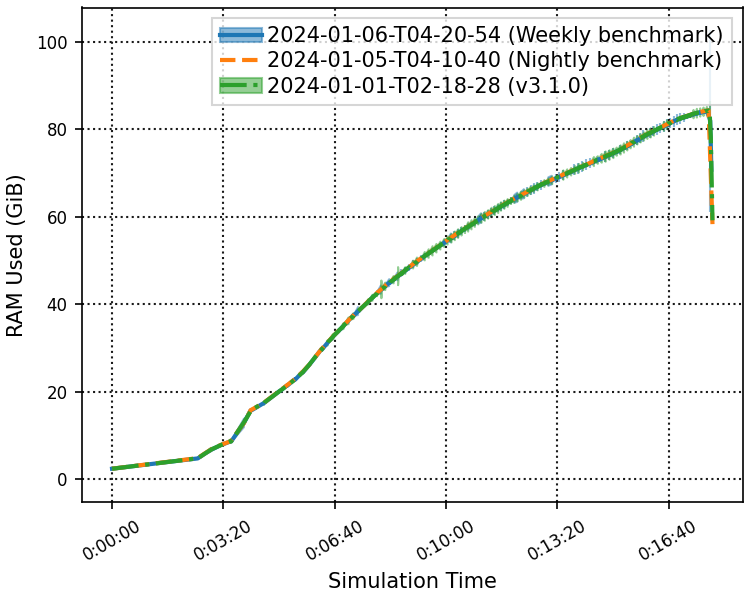 2024-01-06-T04-20-54 (Weekly benchmark)
2024-01-05-T04-10-40 (Nightly benchmark)
2024-01-01-T02-18-28 (v3.1.0)
100
80
60
40
20
0
RAM Used (GiB)
0:00:00
0:03:20
0:06:40
0:10:00
0:13:20
0:16:40
Simulation Time